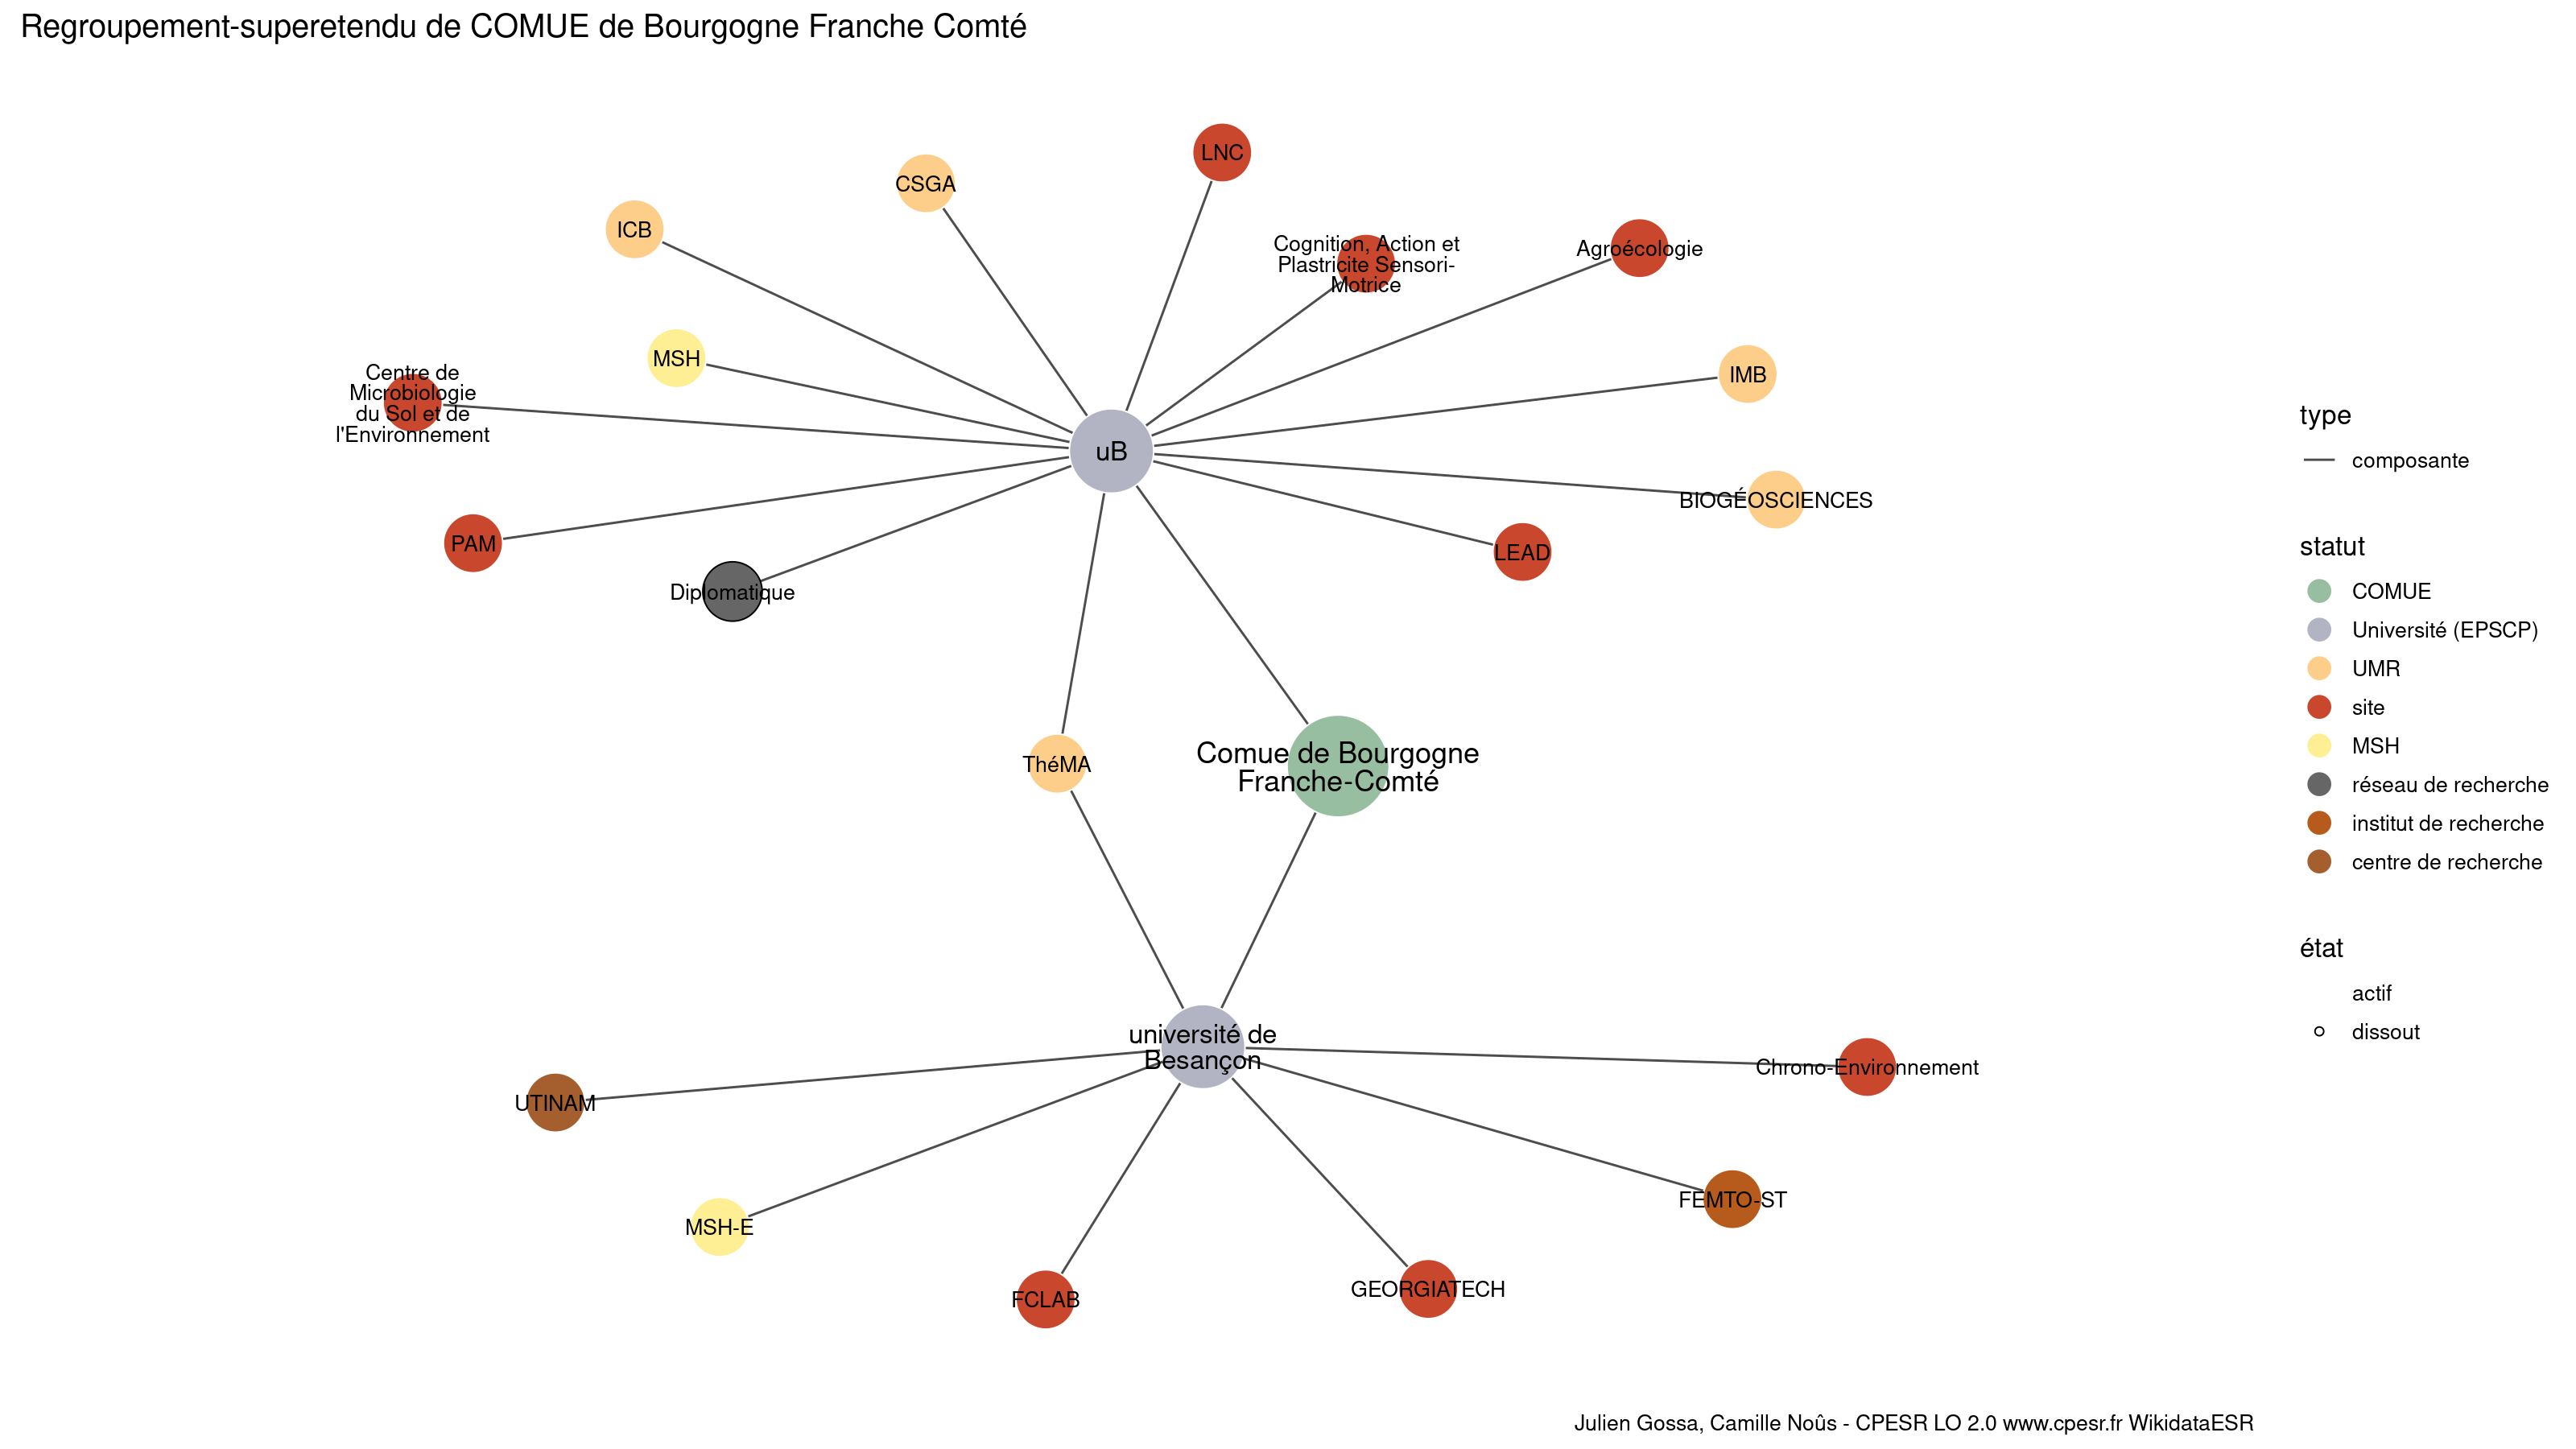 Regroupement-superetendu de COMUE de Bourgogne Franche Comté
LNC
CSGA
ICB
Cognition, Action et
Plastricite Sensori-
Motrice
Agroécologie
MSH
IMB
Centre de
Microbiologie
du Sol et de
l'Environnement
uB
BIOGÉOSCIENCES
PAM
LEAD
Diplomatique
ThéMA
Comue de Bourgogne
Franche-Comté
université de
Besançon
Chrono-Environnement
UTINAM
FEMTO-ST
MSH-E
FCLAB
GEORGIATECH
type
composante
statut
COMUE
Université (EPSCP)
UMR
site
MSH
réseau de recherche
institut de recherche
centre de recherche
état
actif
dissout
Julien Gossa, Camille Noûs - CPESR LO 2.0 www.cpesr.fr WikidataESR